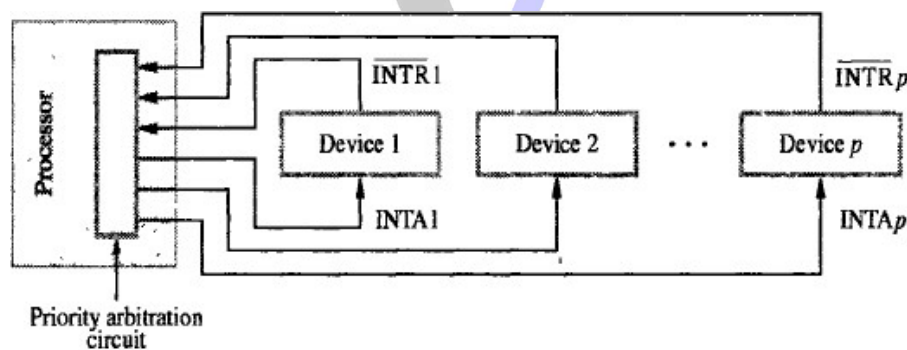 INTR1
INTRp
Processor
Device 1
Device 2
...
Device p
INTA1
INTAp
Priority arbitration
circuit